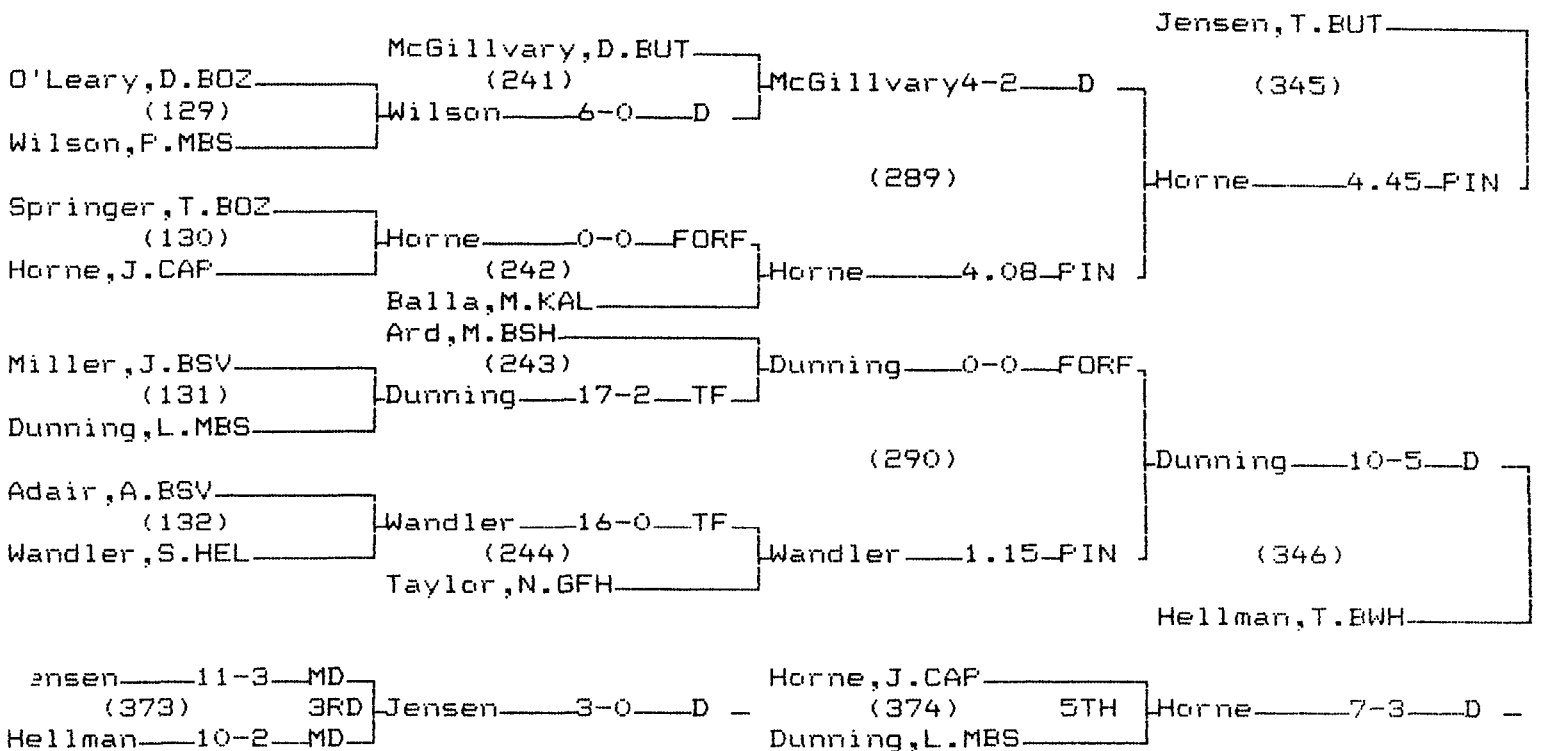 Jensen,T.BUT
McGillvary,D.BUT
O'Leary,D.BOZ (241) McGillvary4-2 D (345)
(129) Wilson 6-0 D
Wilson,P.MBS
(289) Horne 4.45 PIN
Springer,T.BOZ
(130) Horne 0-0 FORF
Horne,J.CAP (242) Horne 4.08 PIN
Balla,M.KAL
Ard,M.BSH
Miller,J.BSV (243) Dunning 0-0 FORF
(131) Dunning 17-2 TF
Dunning,L.MBS
(290) Dunning 10-5 D
Adair,A.BSV
(132) Wandler 16-0 TF
Wandler,S.HEL (244) Wandler 1.15 PIN (346)
Taylor,N.GFH
Hellman,T.BWH
ensen 11-3 MD Horne,J.CAP
(373) 3RD Jensen 3-0 D (374) 5TH Horne 7-3 D
Hellman 10-2 MD Dunning,L.MBS